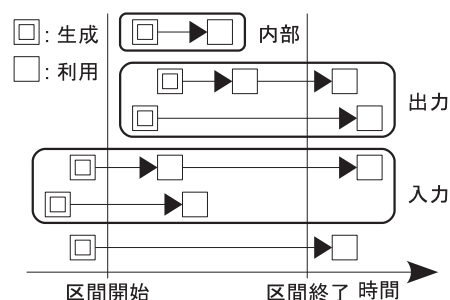 ：生成
：利用
内部
出力
入力
区間開始
区間終了 時間